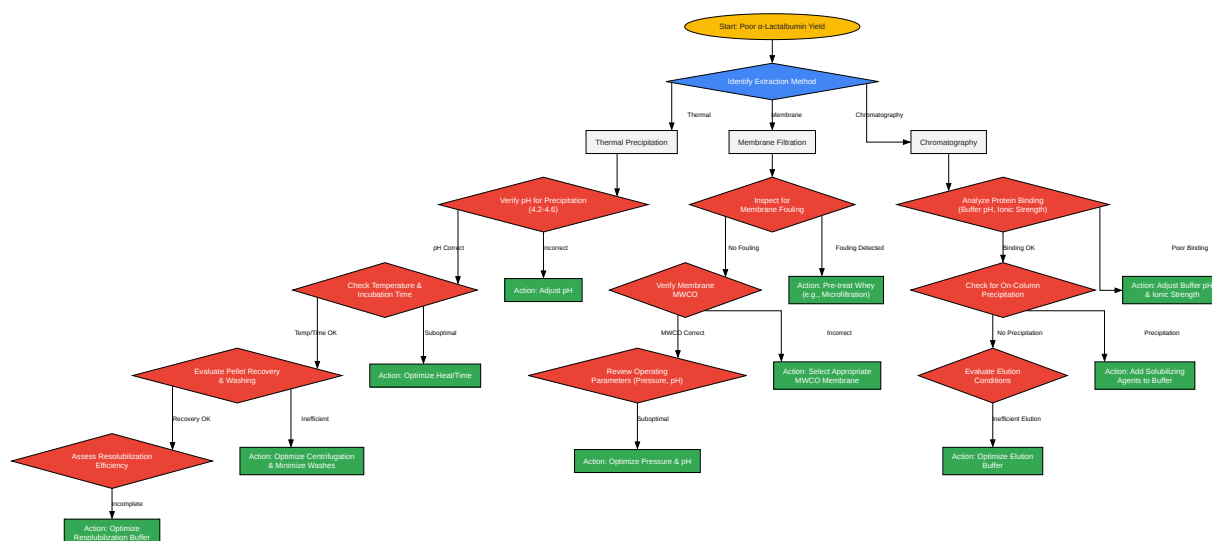 Start: Poor α-Lactalbumin Yield
Identify Extraction Method
Thermal
Membrane
Chromatography
Thermal Precipitation
Membrane Filtration
Chromatography
Verify pH for Precipitation
(4.2-4.6)
Inspect for
Membrane Fouling
Analyze Protein Binding
(Buffer pH, Ionic Strength)
pH Correct
Incorrect
No Fouling
Fouling Detected
Binding OK
Poor Binding
Check Temperature &
Incubation Time
Action: Adjust pH
Verify Membrane
MWCO
Action: Pre-treat Whey
(e.g., Microfiltration)
Check for On-Column
Precipitation
Action: Adjust Buffer pH
& Ionic Strength
Temp/Time OK
Suboptimal
MWCO Correct
Incorrect
No Precipitation
Precipitation
Evaluate Pellet Recovery
& Washing
Action: Optimize Heat/Time
Review Operating
Parameters (Pressure, pH)
Action: Select Appropriate
MWCO Membrane
Evaluate Elution
Conditions
Action: Add Solubilizing
Agents to Buffer
Recovery OK
Inefficient
Suboptimal
Inefficient Elution
Assess Resolubilization
Efficiency
Action: Optimize Centrifugation
& Minimize Washes
Action: Optimize Pressure & pH
Action: Optimize Elution
Buffer
Incomplete
Action: Optimize
Resolubilization Buffer